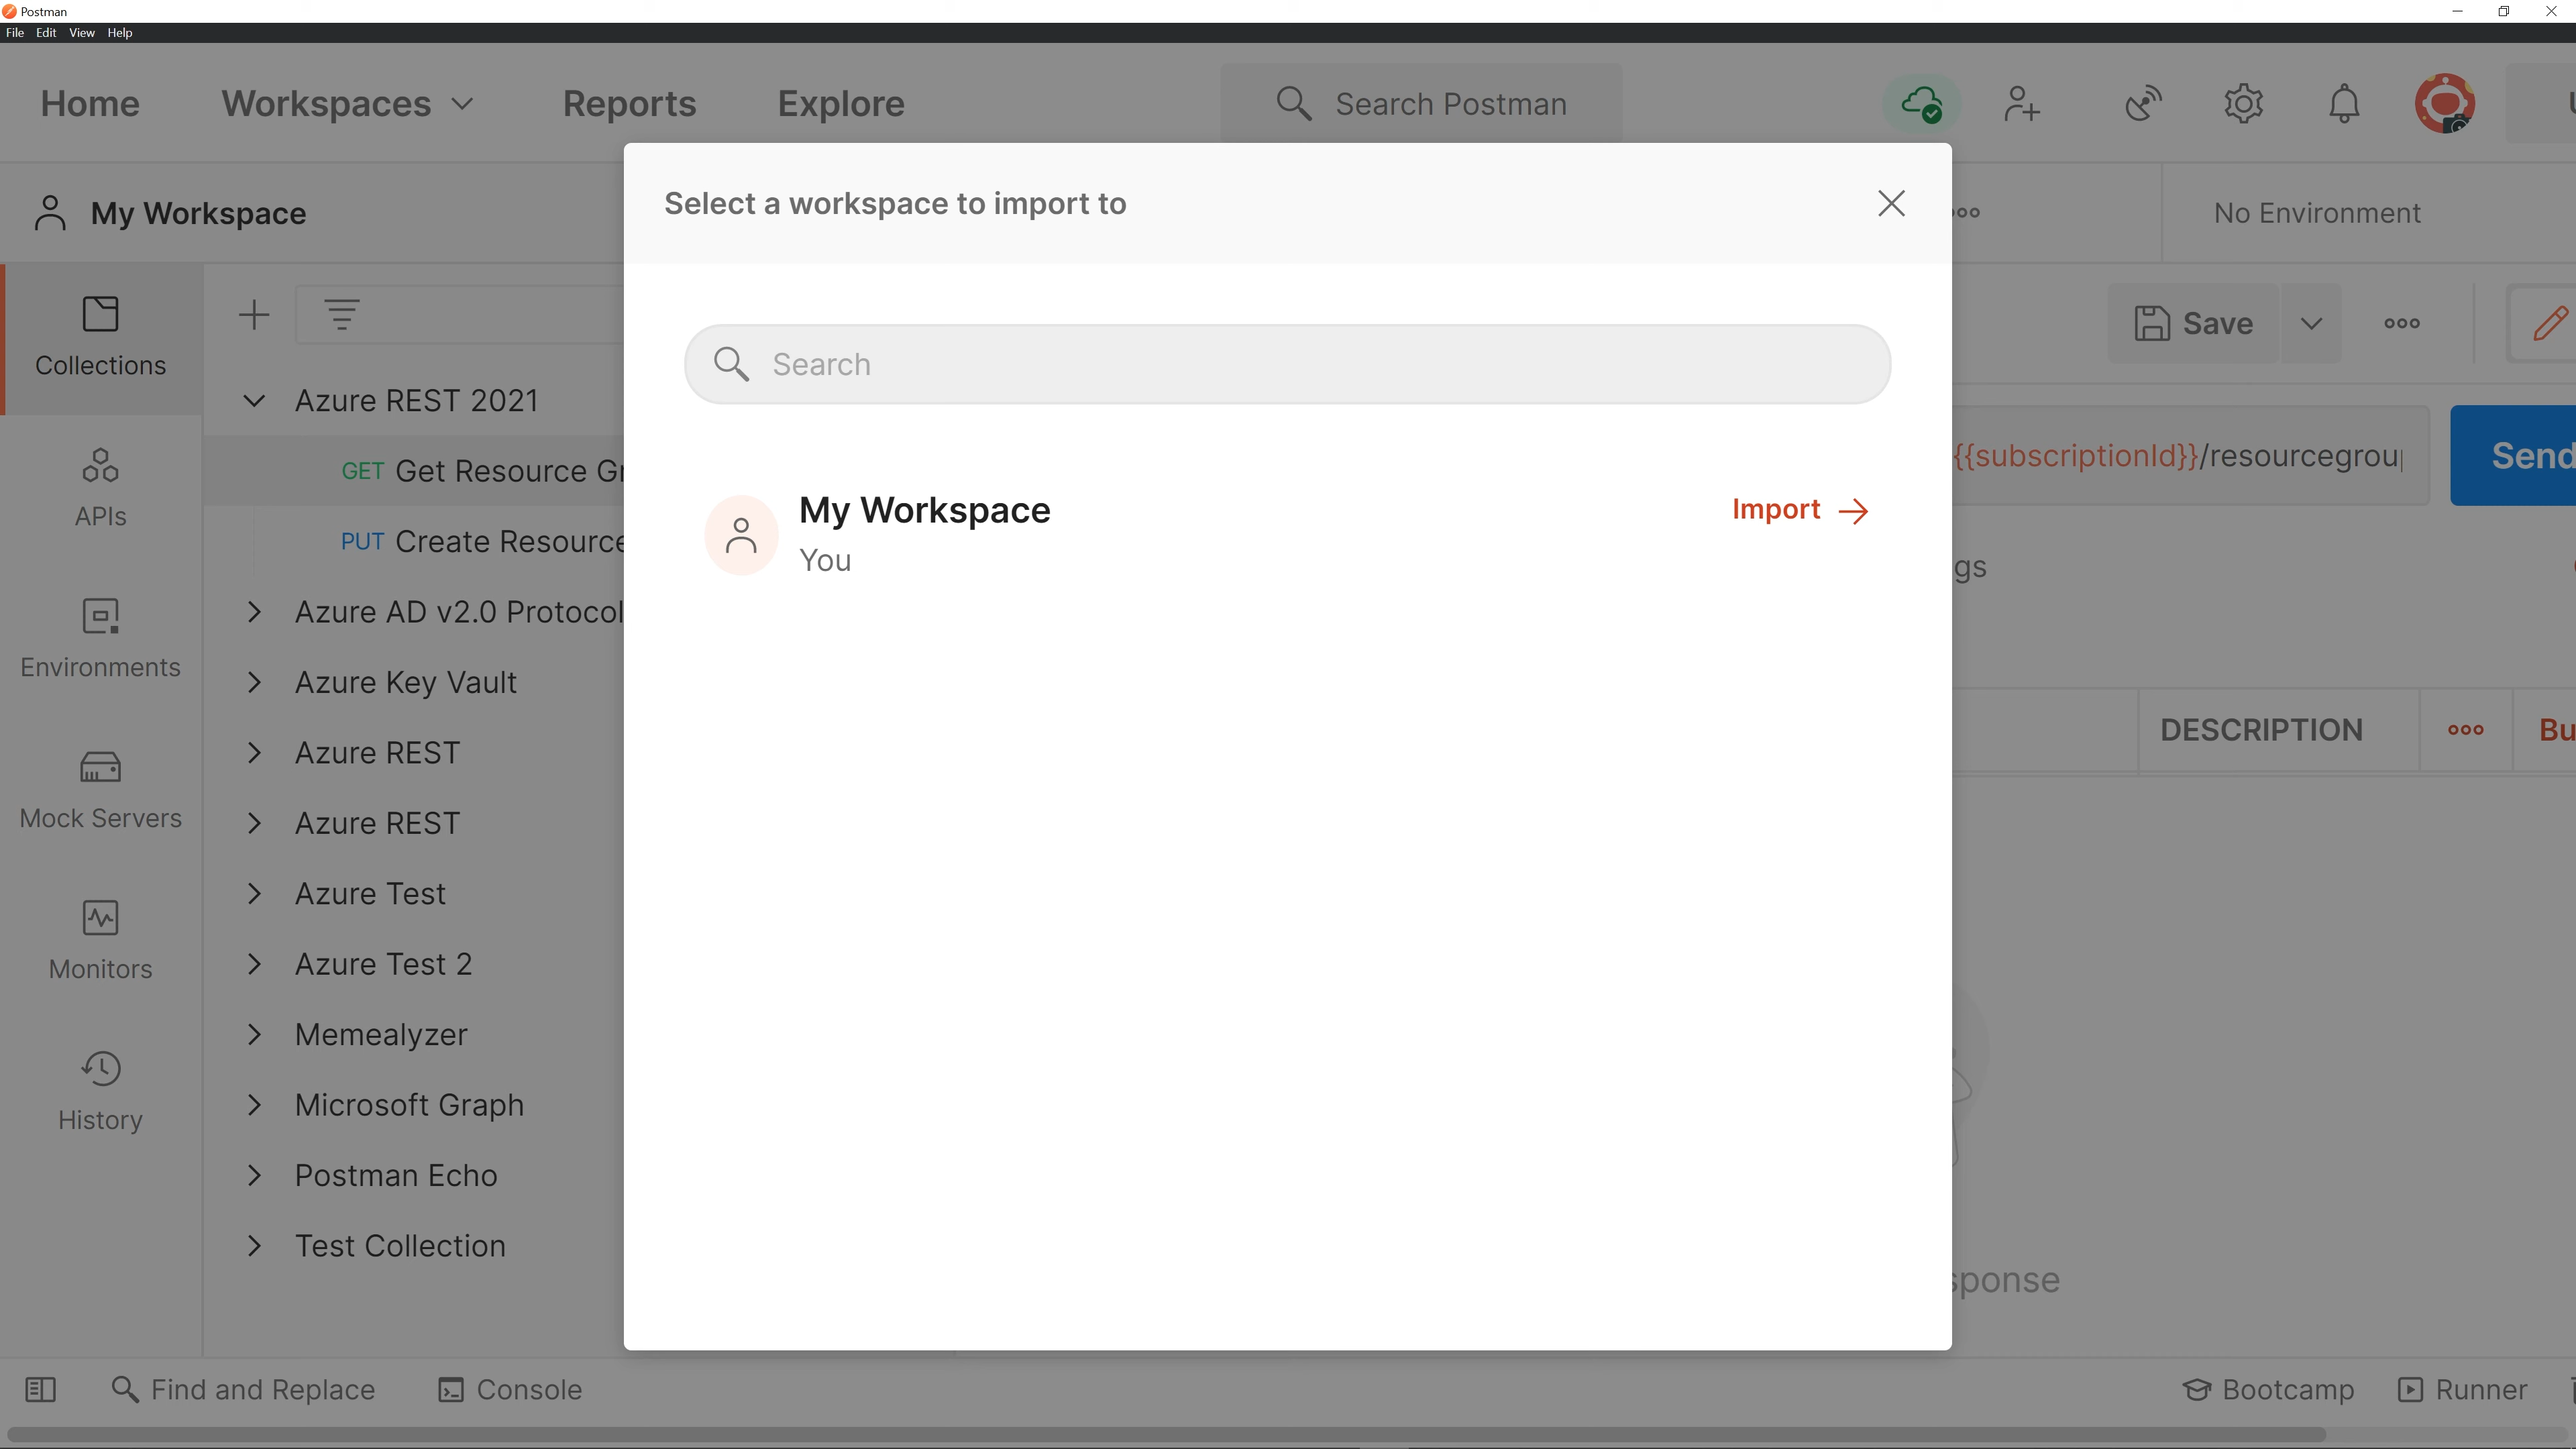 Postman
File Edit View Help
Home Workspaces Reports Explore Search Postman
My Workspace
No Environment
Select a workspace to import to
Search
My Workspace
You
Import
Collections
APIs
Environments
Mock Servers
Monitors
History
Azure REST 2021
GET Get Resource
PUT Create Resource
Azure AD v2.0 Protocol
Azure Key Vault
Azure REST
Azure REST
Azure Test
Azure Test 2
Memealyzer
Microsoft Graph
Postman Echo
Test Collection
Save
{{subscriptionId}}/resourcegrou
Send
gs
DESCRIPTION
Bu
sponse
Find and Replace Console
Bootcamp Runner